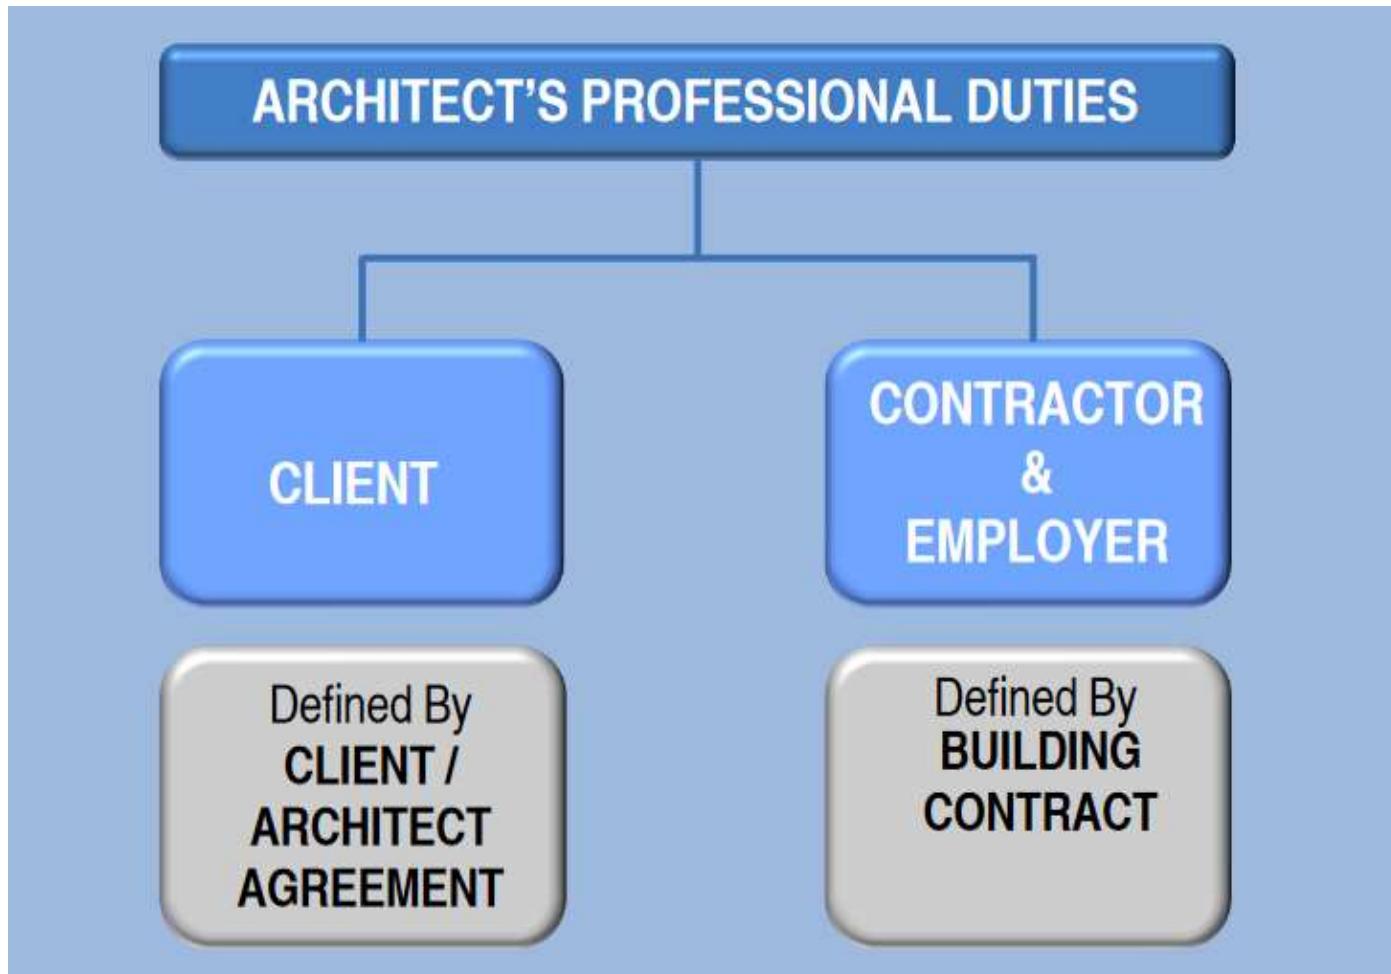 ARCHITECT’S PROFESSIONAL DUTIES
CLIENT
CONTRACTOR
&
EMPLOYER
Defined By
CLIENT /
ARCHITECT
AGREEMENT
Defined By
BUILDING
CONTRACT